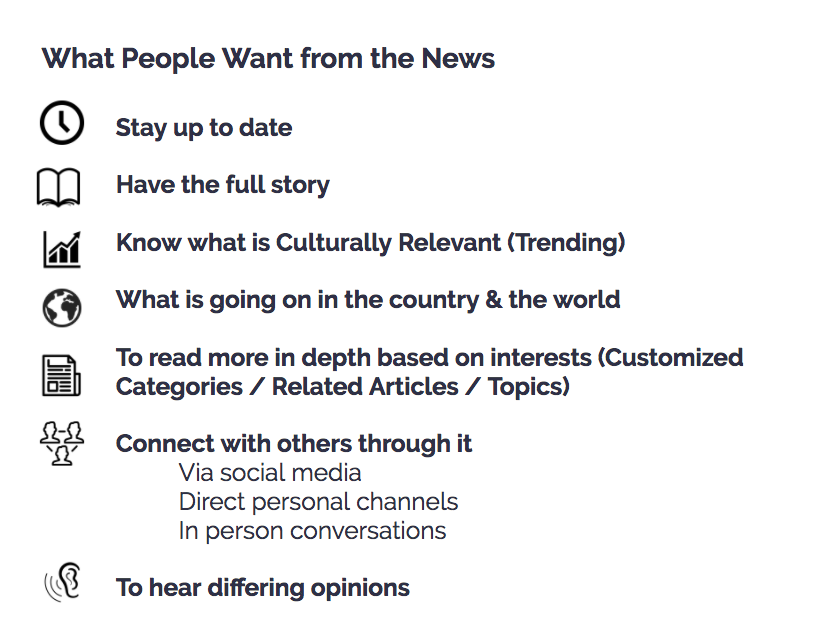 What People Want from the News
Stay up to date
Have the full story
Know what is Culturally Relevant (Trending)
What is going on in the country & the world
To read more in depth based on interests (Customized
Categories / Related Articles / Topics)
Connect with others through it
Via social media
Direct personal channels
In person conversations
To hear differing opinions